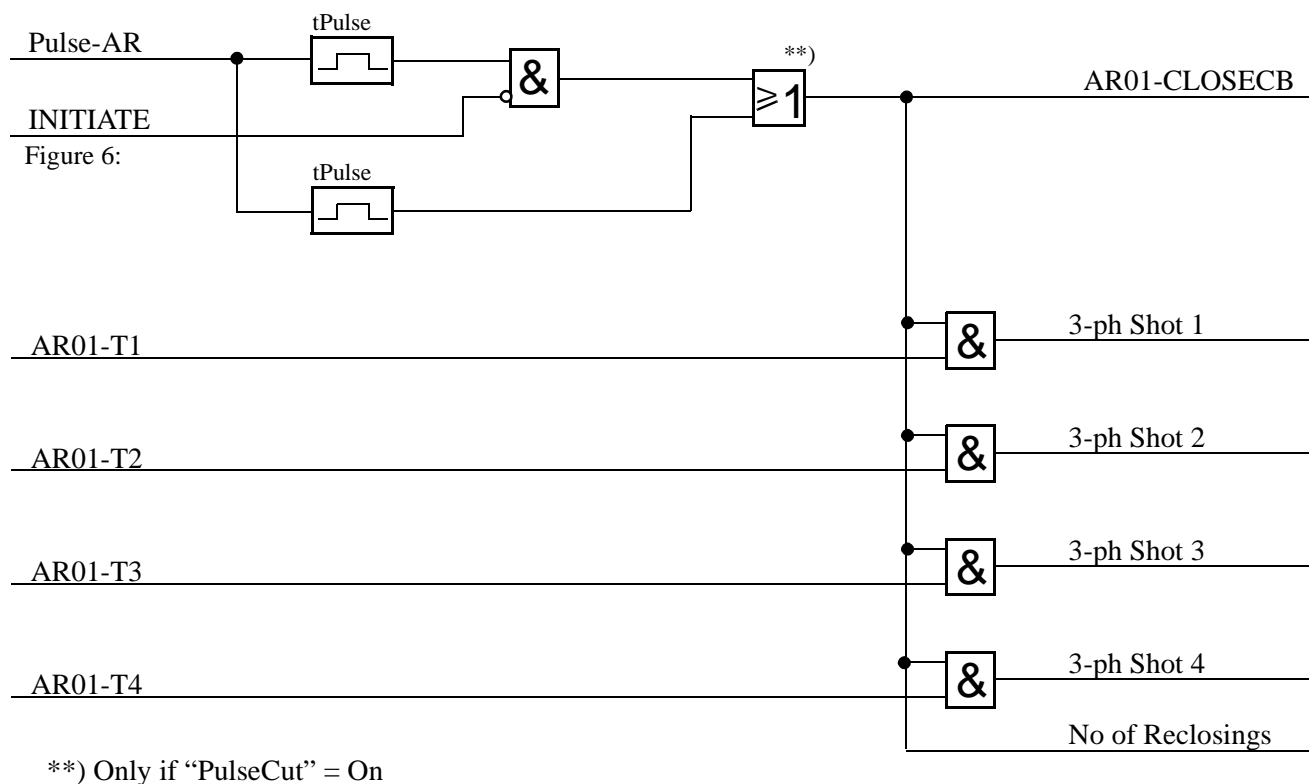 tPulse
Pulse-AR
&
**)
≥1
AR01-CLOSECB
INITIATE
Figure 6:
tPulse
3-ph Shot 1
&
AR01-T1
3-ph Shot 2
&
AR01-T2
3-ph Shot 3
&
AR01-T3
3-ph Shot 4
&
AR01-T4
No of Reclosings
**) Only if “PulseCut” = On